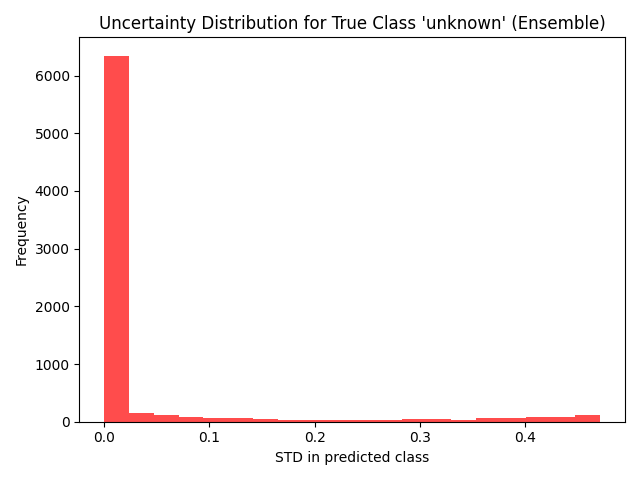 Uncertainty Distribution for True Class 'unknown' (Ensemble)
6000
5000
4000
3000
2000
1000
0
Frequency
0.0 0.1 0.2 0.3 0.4
STD in predicted class